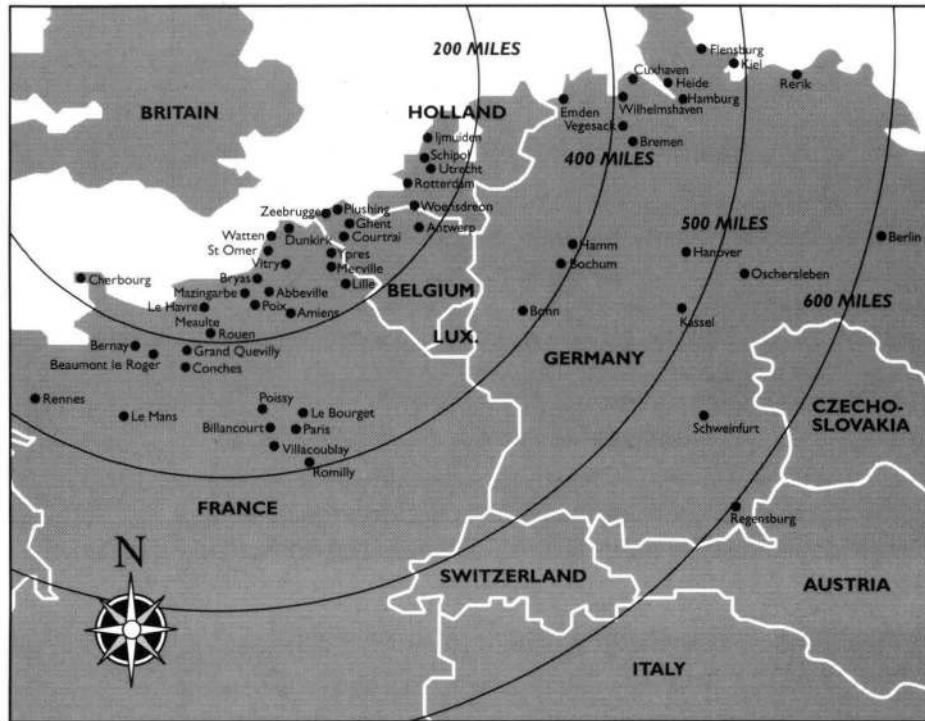 200 MILES
Flensburg
Kiel
Cuxhaven
Heide
Rerik
BRITAIN
HOLLAND
Emden
Wilhelmshaven
Hamburg
Vegesack
Ijmuiden
Bremen
Schipol
400 MILES
Utrecht
Rotterdam
Zeebrugge
Plushing
Woensdreon
Ghent
500 MILES
Antwerp
Watten
Dunkirk
Courtrai
Berlin
St Omer
Ypres
Hamm
Hanover
Vitry
Merville
Bochum
Cherbourg
Bryas
Lille
Oschersleben
Mazingarbe
Abbeville
BELGIUM
600 MILES
Le Havre
Poix
Amiens
Bonn
Kassel
Meaulte
Rouen
LUX.
Bernay
Grand Quevilly
GERMANY
Beaumont le Roger
Conches
Rennes
Poissy
Le Mans
Le Bourget
CZECHO-
SLOVAKIA
Billancourt
Paris
Schweinfurt
Villacoublay
Romilly
FRANCE
Regensburg
N
SWITZERLAND
AUSTRIA
ITALY